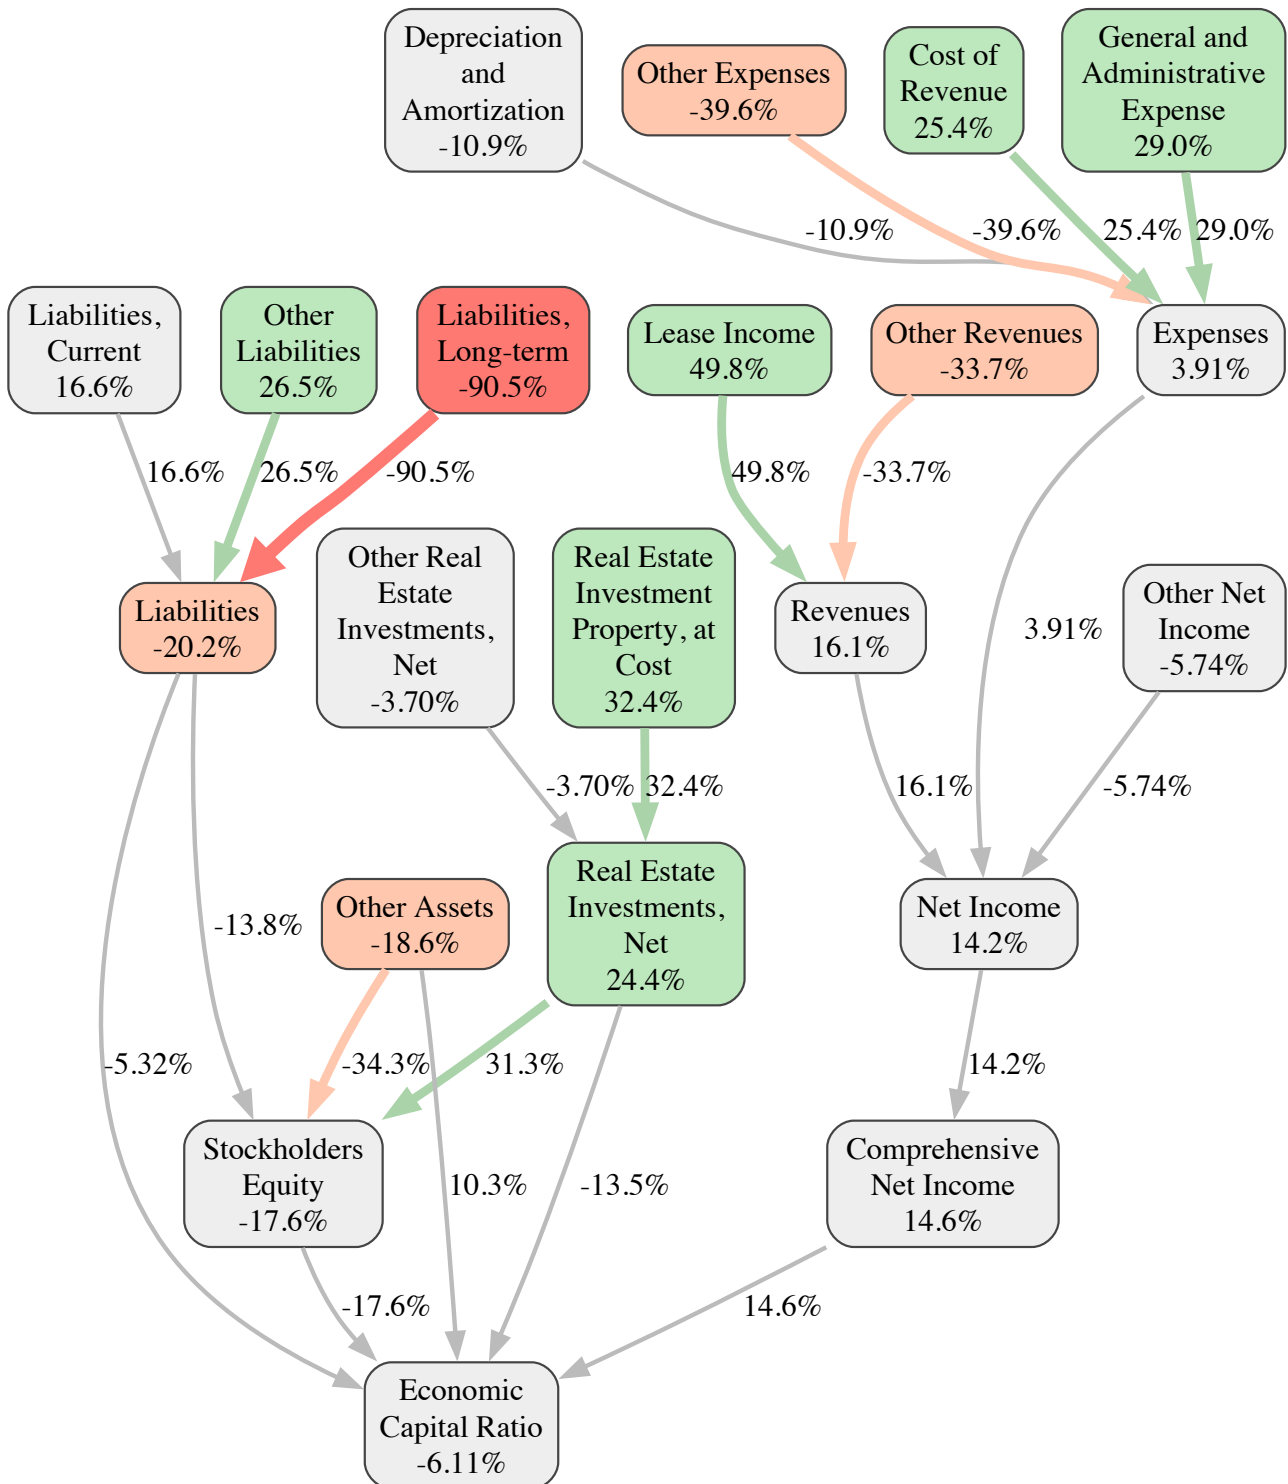 Depreciation
and
Amortization
-10.9%
Other Expenses
-39.6%
Cost of
Revenue
25.4%
General and
Administrative
Expense
29.0%
-10.9%
-39.6%
25.4%
29.0%
Liabilities,
Current
16.6%
Other
Liabilities
26.5%
Liabilities,
Long-term
-90.5%
Lease Income
49.8%
Other Revenues
-33.7%
Expenses
3.91%
16.6%
26.5%
-90.5%
49.8%
-33.7%
Liabilities
-20.2%
Other Real
Estate
Investments,
Net
-3.70%
Real Estate
Investment
Property, at
Cost
32.4%
Revenues
16.1%
3.91%
Other Net
Income
-5.74%
-3.70%
32.4%
16.1%
-5.74%
-13.8%
Other Assets
-18.6%
Real Estate
Investments,
Net
24.4%
Net Income
14.2%
-5.32%
-34.3%
31.3%
14.2%
Stockholders
Equity
-17.6%
10.3%
-13.5%
Comprehensive
Net Income
14.6%
-17.6%
14.6%
Economic
Capital Ratio
-6.11%